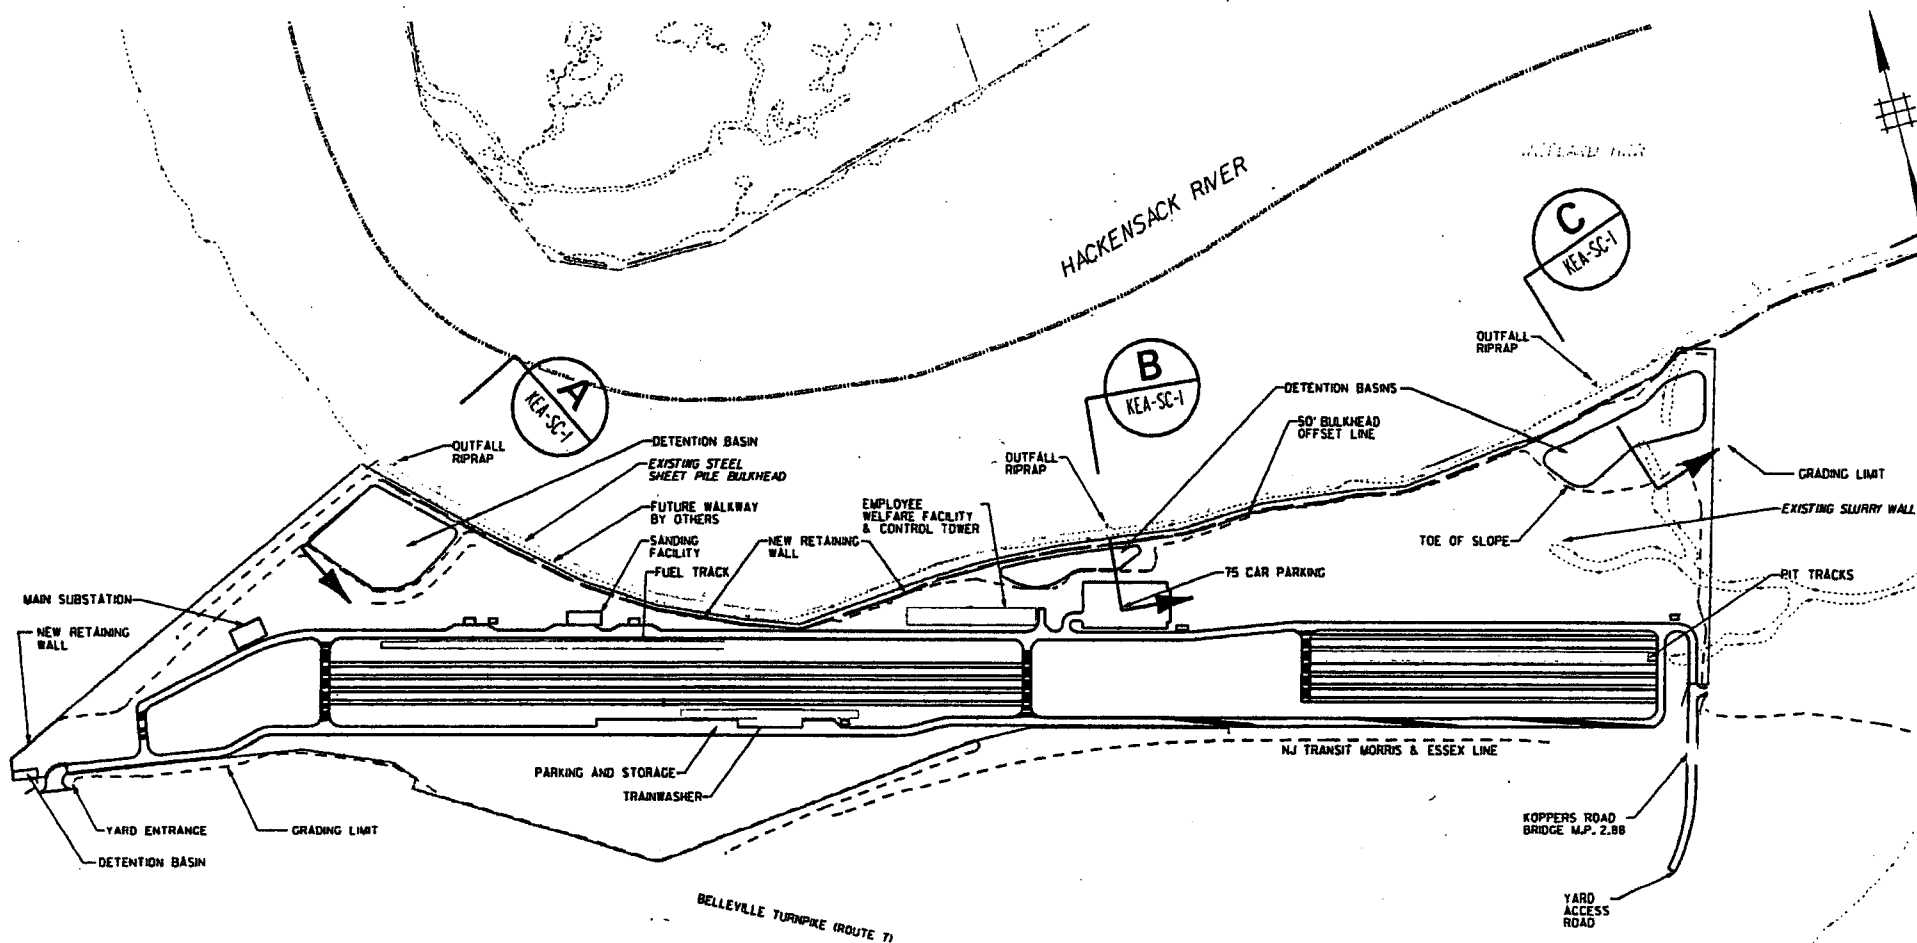 HACKENSACK RIVER
C
KEA-SC-1
OUTFALL
RIPRAP
B
KEA-SC-1
A
KEA-SC-1
DETENTION BASINS
50' BULKHEAD
OFFSET LINE
OUTFALL
RIPRAP
DETENTION BASIN
EXISTING STEEL
SHEET PILE BULKHEAD
OUTFALL
RIPRAP
GRADING LIMIT
FUTURE WALKWAY
BY OTHERS
EMPLOYEE
WELFARE FACILITY
& CONTROL TOWER
EXISTING SLURRY WALL
SANDING
FACILITY
NEW RETAINING
WALL
TOE OF SLOPE
FUEL TRACK
75 CAR PARKING
PIT TRACKS
MAIN SUBSTATION
NEW RETAINING
WALL
NJ TRANSIT MORRIS & ESSEX LINE
PARKING AND STORAGE
TRAINWASHER
YARD ENTRANCE
GRADING LIMIT
KOPPERS ROAD
BRIDGE M.P. 2.88
DETENTION BASIN
YARD
ACCESS
ROAD
BELLEVILLE TURNPIKE (ROUTE 7)